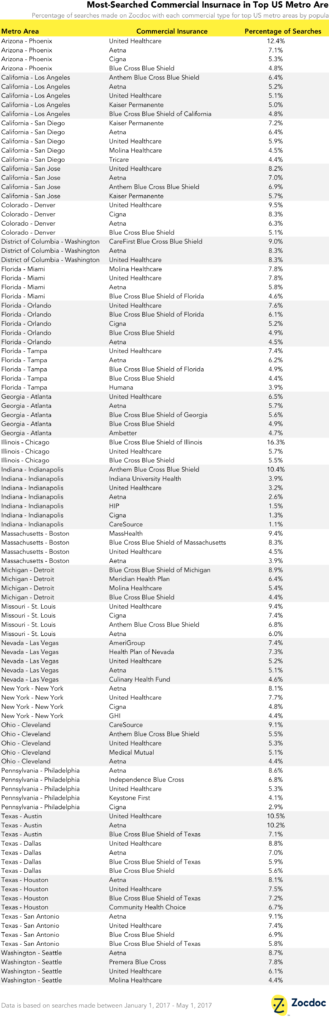 Most-Searched Commercial Insurnace in Top US Metro Are
Percentage of searches made on Zocdoc with each commercial type for top US metro areas by popula
Metro Area Commercial Insurance Percentage of Searches
Arizona - Phoenix United Healthcare 12.4%
Arizona - Phoenix Aetna 7.1%
Arizona - Phoenix Cigna 5.3%
Arizona - Phoenix Blue Cross Blue Shield 4.8%
California - Los Angeles Anthem Blue Cross Blue Shield 6.4%
California - Los Angeles Aetna 5.2%
California - Los Angeles United Healthcare 5.1%
California - Los Angeles Kaiser Permanente 5.0%
California - Los Angeles Blue Cross Blue Shield of California 4.8%
California - San Diego Kaiser Permanente 7.2%
California - San Diego Aetna 6.4%
California - San Diego United Healthcare 5.9%
California - San Diego Molina Healthcare 4.5%
California - San Diego Tricare 4.4%
California - San Jose United Healthcare 8.2%
California - San Jose Aetna 7.0%
California - San Jose Anthem Blue Cross Blue Shield 6.9%
California - San Jose Kaiser Permanente 5.7%
Colorado - Denver United Healthcare 9.5%
Colorado - Denver Cigna 8.3%
Colorado - Denver Aetna 6.3%
Colorado - Denver Blue Cross Blue Shield 5.1%
District of Columbia - Washington CareFirst Blue Cross Blue Shield 9.0%
District of Columbia - Washington Aetna 8.3%
District of Columbia - Washington United Healthcare 8.3%
Florida - Miami Molina Healthcare 7.8%
Florida - Miami United Healthcare 7.8%
Florida - Miami Aetna 5.8%
Florida - Miami Blue Cross Blue Shield of Florida 4.6%
Florida - Orlando United Healthcare 7.6%
Florida - Orlando Blue Cross Blue Shield of Florida 6.1%
Florida - Orlando Cigna 5.2%
Florida - Orlando Blue Cross Blue Shield 4.9%
Florida - Orlando Aetna 4.5%
Florida - Tampa United Healthcare 7.4%
Florida - Tampa Aetna 6.2%
Florida - Tampa Blue Cross Blue Shield of Florida 4.9%
Florida - Tampa Blue Cross Blue Shield 4.4%
Florida - Tampa Humana 3.9%
Georgia - Atlanta United Healthcare 6.5%
Georgia - Atlanta Aetna 5.7%
Georgia - Atlanta Blue Cross Blue Shield of Georgia 5.6%
Georgia - Atlanta Blue Cross Blue Shield 4.9%
Georgia - Atlanta Ambetter 4.7%
Illinois - Chicago Blue Cross Blue Shield of Illinois 16.3%
Illinois - Chicago United Healthcare 5.7%
Illinois - Chicago Blue Cross Blue Shield 5.5%
Indiana - Indianapolis Anthem Blue Cross Blue Shield 10.4%
Indiana - Indianapolis Indiana University Health 3.9%
Indiana - Indianapolis United Healthcare 3.2%
Indiana - Indianapolis Aetna 2.6%
Indiana - Indianapolis HIP 1.5%
Indiana - Indianapolis Cigna 1.3%
Indiana - Indianapolis CareSource 1.1%
Massachusetts - Boston MassHealth 9.4%
Massachusetts - Boston Blue Cross Blue Shield of Massachusetts 8.3%
Massachusetts - Boston United Healthcare 4.5%
Massachusetts - Boston Aetna 3.9%
Michigan - Detroit Blue Cross Blue Shield of Michigan 8.9%
Michigan - Detroit Meridian Health Plan 6.4%
Michigan - Detroit Molina Healthcare 5.4%
Michigan - Detroit Blue Cross Blue Shield 4.4%
Missouri - St. Louis United Healthcare 9.4%
Missouri - St. Louis Cigna 7.4%
Missouri - St. Louis Anthem Blue Cross Blue Shield 6.8%
Missouri - St. Louis Aetna 6.0%
Nevada - Las Vegas AmeriGroup 7.4%
Nevada - Las Vegas Health Plan of Nevada 7.3%
Nevada - Las Vegas United Healthcare 5.2%
Nevada - Las Vegas Aetna 5.1%
Nevada - Las Vegas Culinary Health Fund 4.6%
New York - New York Aetna 8.1%
New York - New York United Healthcare 7.7%
New York - New York Cigna 4.8%
New York - New York GHI 4.4%
Ohio - Cleveland CareSource 9.1%
Ohio - Cleveland Anthem Blue Cross Blue Shield 5.5%
Ohio - Cleveland United Healthcare 5.3%
Ohio - Cleveland Medical Mutual 5.1%
Ohio - Cleveland Aetna 4.4%
Pennsylvania - Philadelphia Aetna 8.6%
Pennsylvania - Philadelphia Independence Blue Cross 6.8%
Pennsylvania - Philadelphia United Healthcare 5.3%
Pennsylvania - Philadelphia Keystone First 4.1%
Pennsylvania - Philadelphia Cigna 2.9%
Texas - Austin United Healthcare 10.5%
Texas - Austin Aetna 10.2%
Texas - Austin Blue Cross Blue Shield of Texas 7.1%
Texas - Dallas United Healthcare 8.8%
Texas - Dallas Aetna 7.0%
Texas - Dallas Blue Cross Blue Shield of Texas 5.9%
Texas - Dallas Blue Cross Blue Shield 5.6%
Texas - Houston Aetna 8.1%
Texas - Houston United Healthcare 7.5%
Texas - Houston Blue Cross Blue Shield of Texas 7.2%
Texas - Houston Community Health Choice 6.7%
Texas - San Antonio Aetna 9.1%
Texas - San Antonio United Healthcare 7.4%
Texas - San Antonio Blue Cross Blue Shield 6.9%
Texas - San Antonio Blue Cross Blue Shield of Texas 5.8%
Washington - Seattle Aetna 8.7%
Washington - Seattle Premera Blue Cross 7.8%
Washington - Seattle United Healthcare 6.1%
Washington - Seattle Molina Healthcare 4.4%
Data is based on searches made between January 1, 2017 - May 1, 2017
Zocdoc